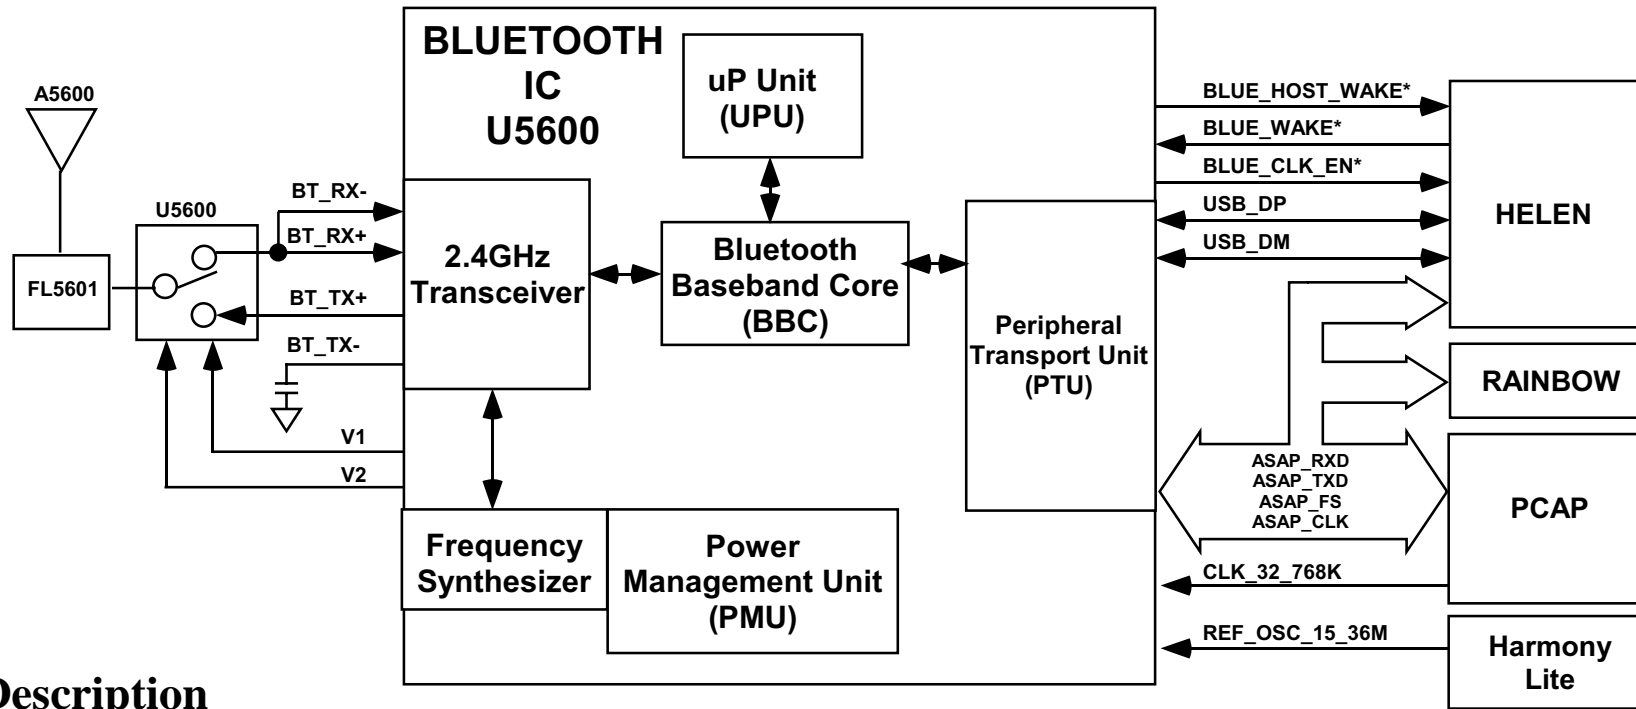 BLUETOOTH
IC
U5600
uP Unit
(UPU)
A5600
U5600
FL5601
BT_RX-
BT_RX+
BT_TX+
BT_TX-
V1
V2
2.4GHz
Transceiver
Bluetooth
Baseband Core
(BBC)
Peripheral
Transport Unit
(PTU)
Frequency
Synthesizer
Power
Management Unit
(PMU)
BLUE_HOST_WAKE*
BLUE_WAKE*
BLUE_CLK_EN*
USB_DP
USB_DM
HELEN
RAINBOW
ASAP_RXD
ASAP_TXD
ASAP_FS
ASAP_CLK
PCAP
CLK_32_768K
REF_OSC_15_36M
Harmony
Lite
Description